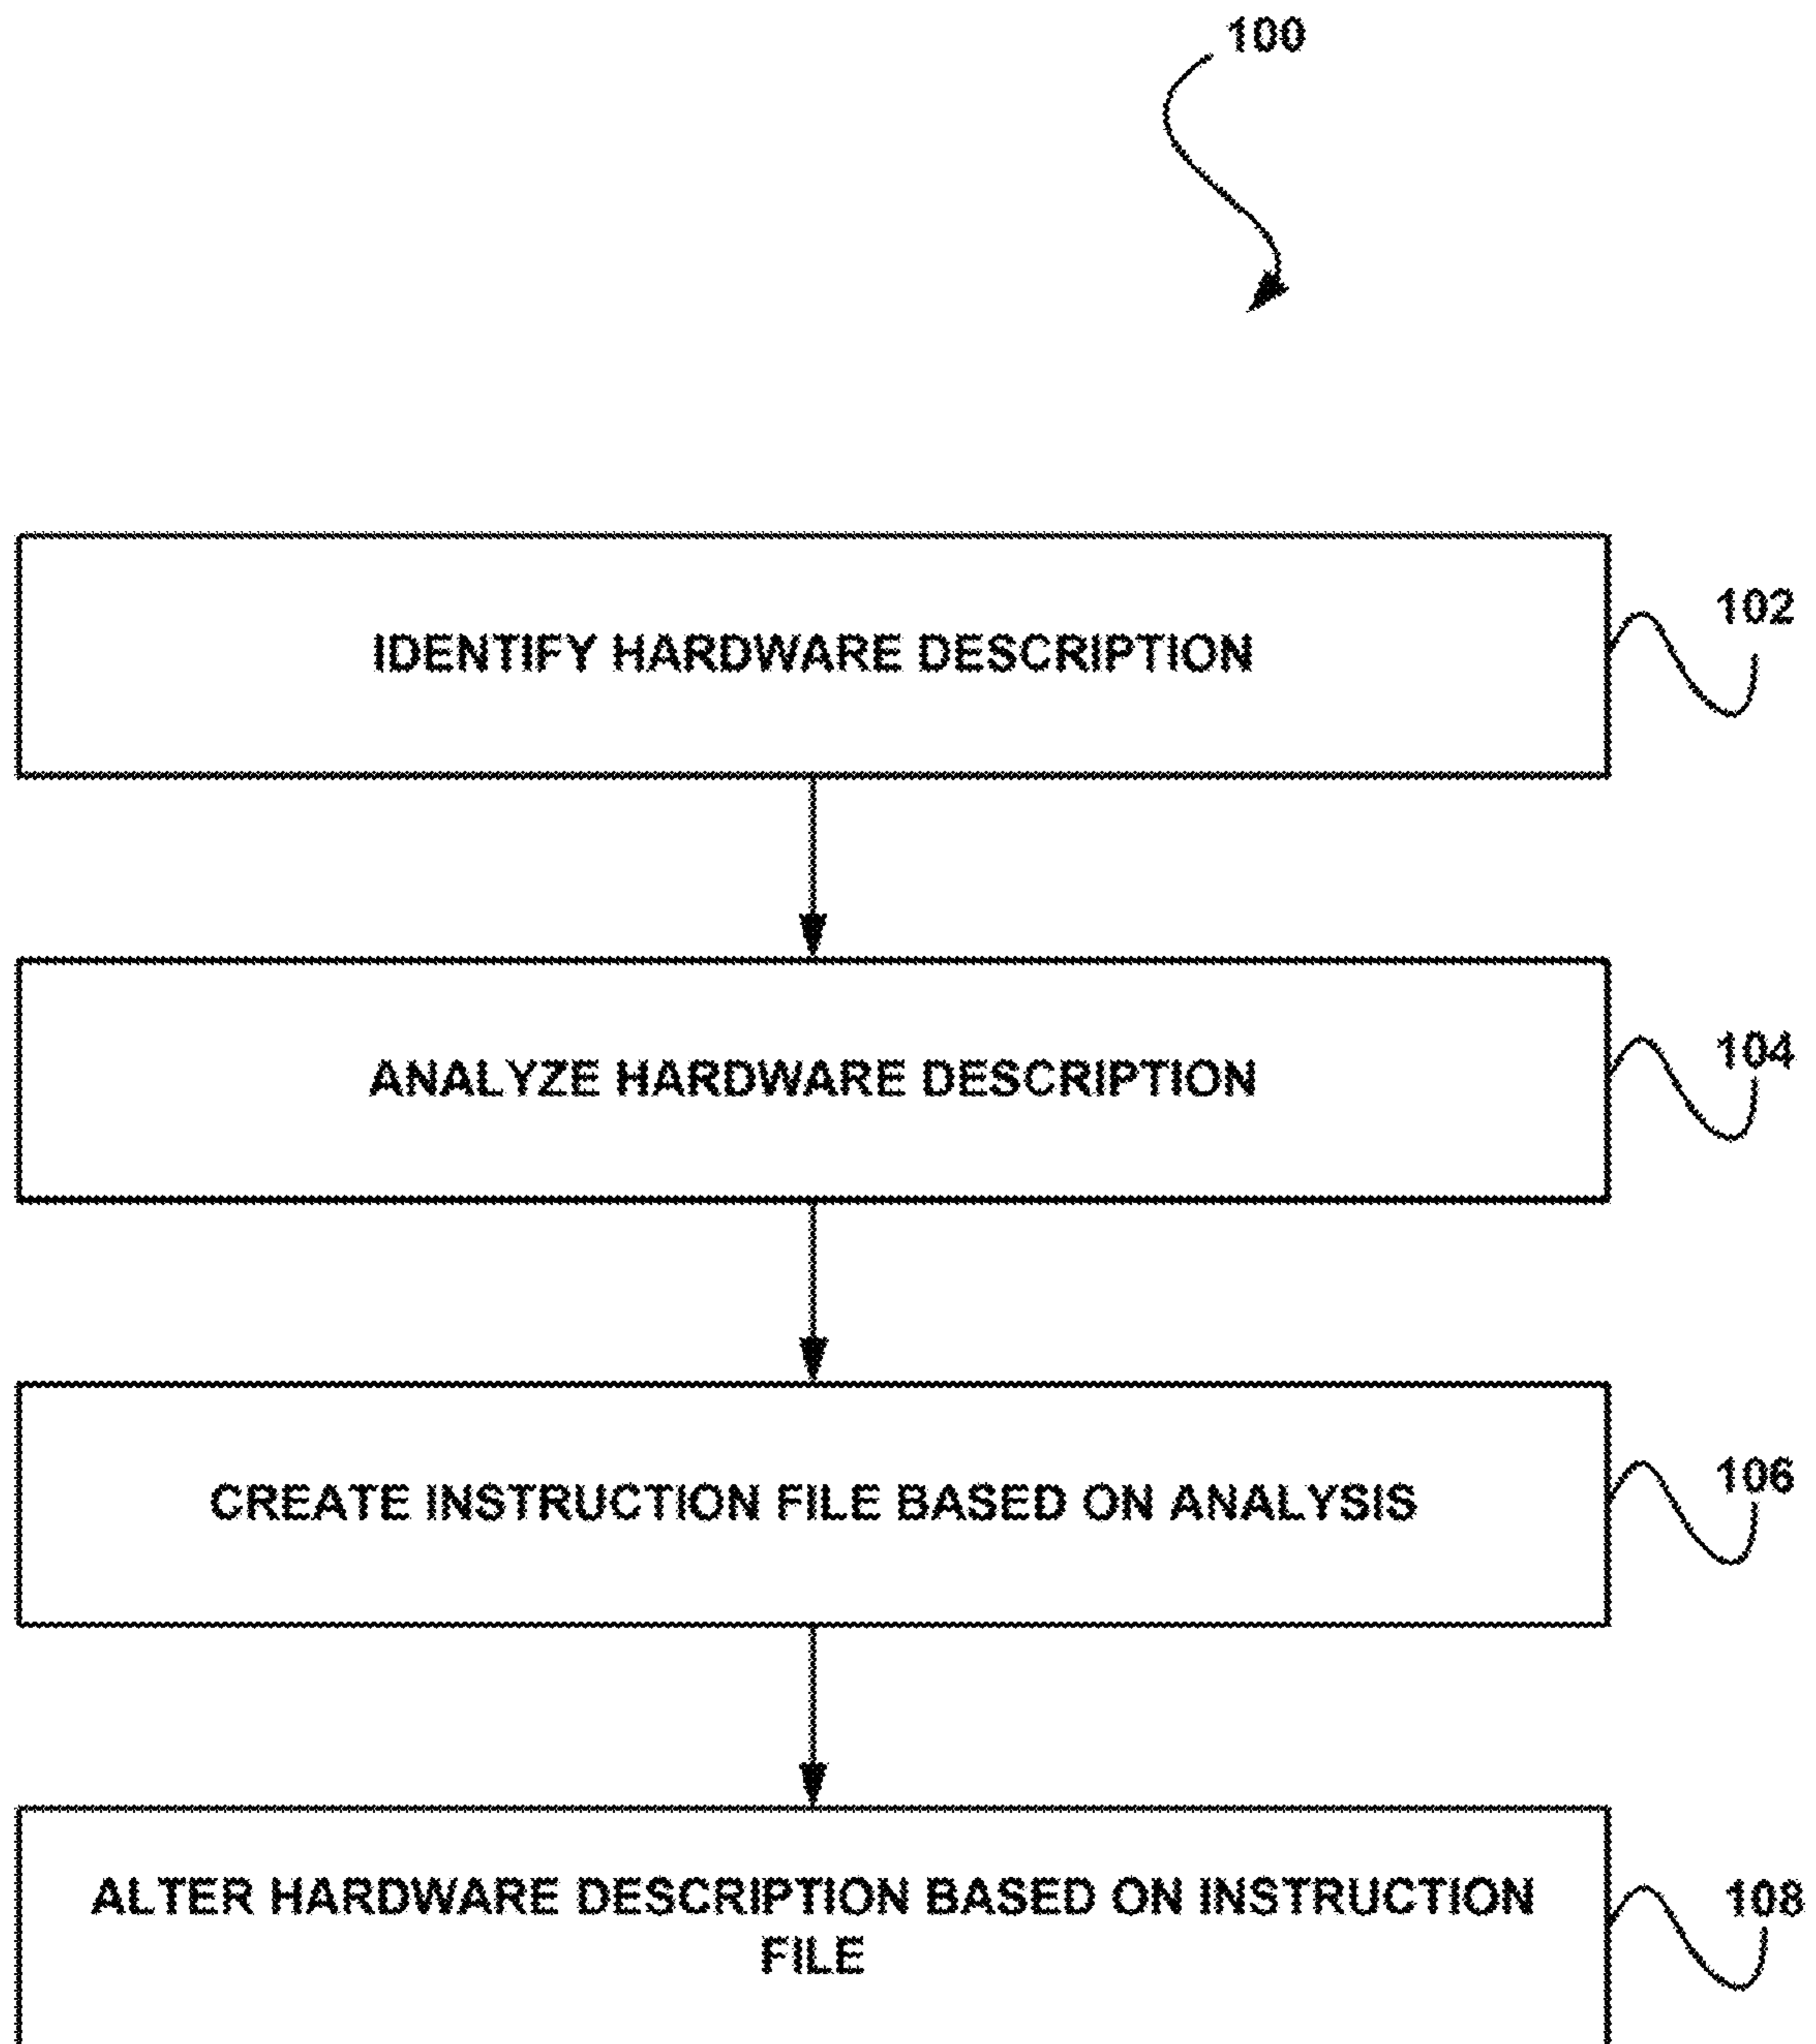 100
IDENTIFY HARDWARE DESCRIPTION
102
ANALYZE HARDWARE DESCRIPTION
104
CREATE INSTRUCTION FILE BASED ON ANALYSIS
106
ALTER HARDWARE DESCRIPTION BASED ON INSTRUCTION
FILE
108